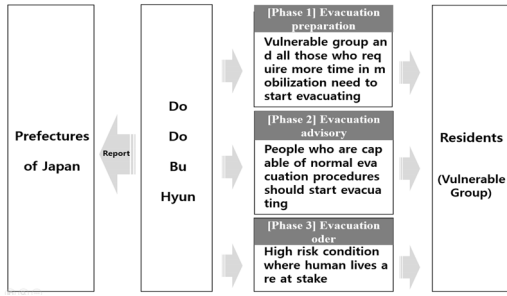 Prefectures
of Japan
Report
Do
Do
Bu
Hyun
[Phase 1] Evacuation
preparation
Vulnerable group an
d all those who req
uire more time in m
obilization need to
start evacuating
[Phase 2] Evacuation
advisory
People who are cap
able of normal eva
cuation procedures
should start evacua
ting
[Phase 3] Evacuation
oder
High risk condition
where human lives a
re at stake
Residents
(Vulnerable
Group)